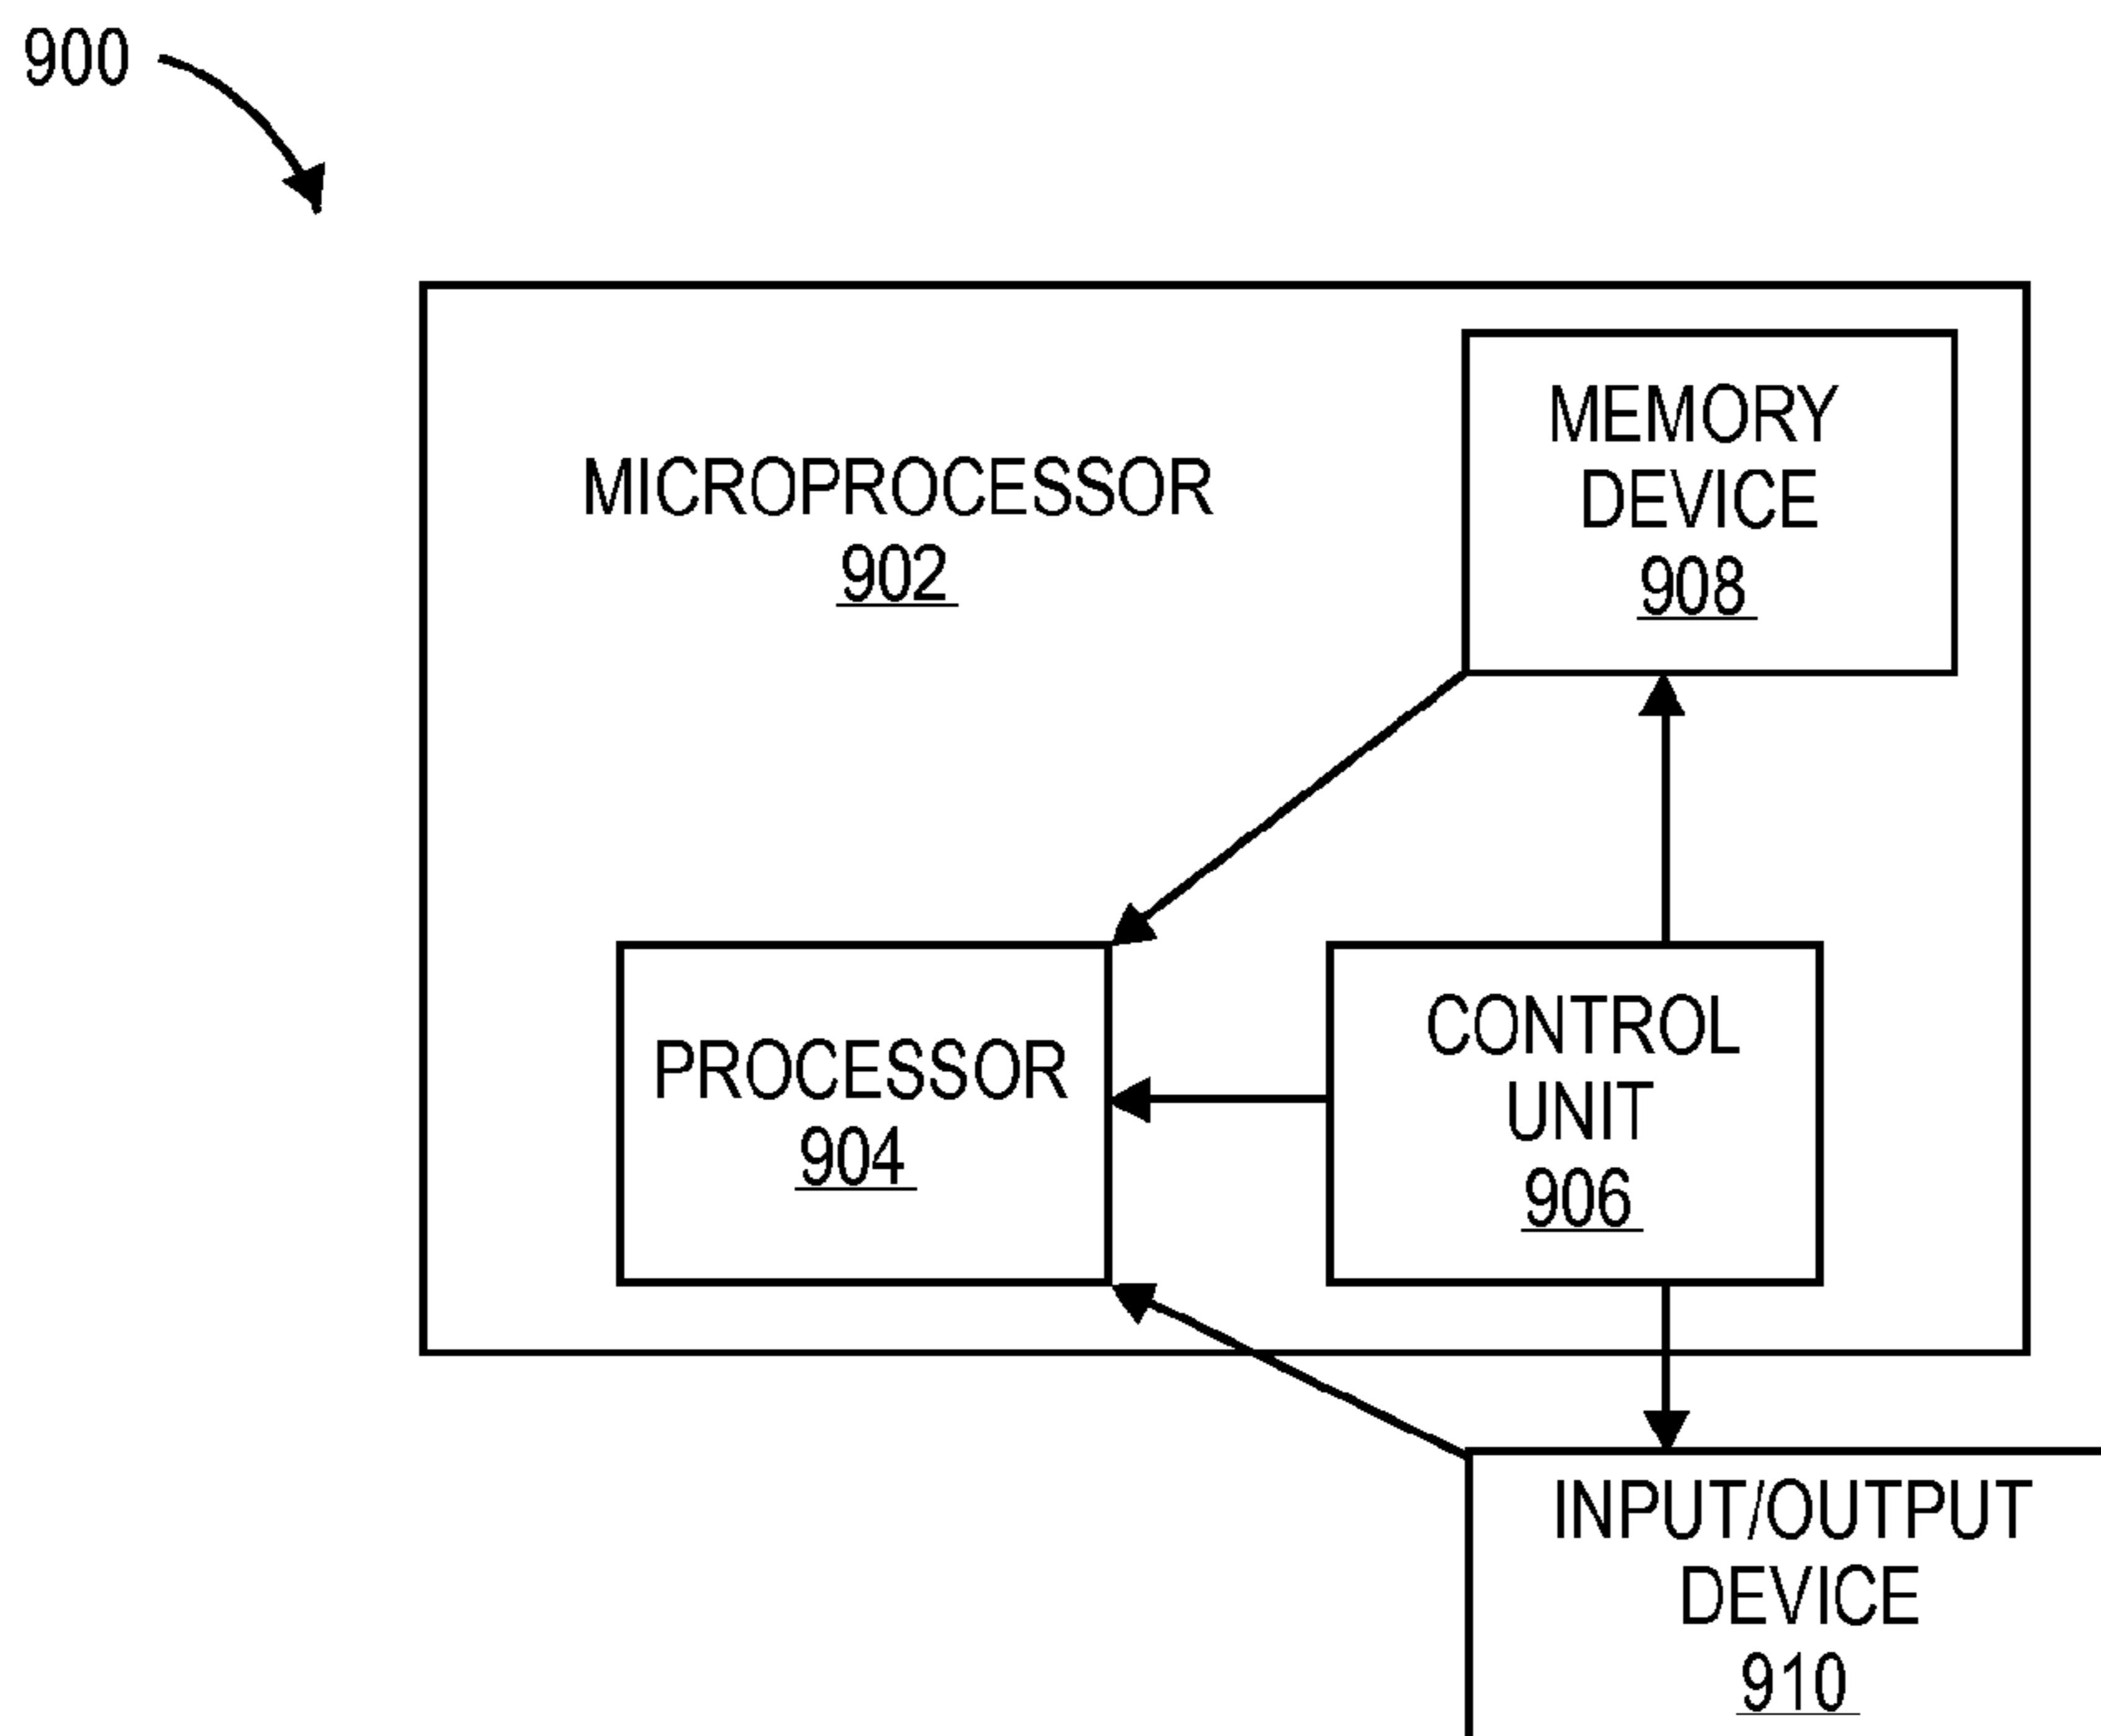 900
MICROPROCESSOR
902
MEMORY
DEVICE
908
PROCESSOR
904
CONTROL
UNIT
906
INPUT/OUTPUT
DEVICE
910